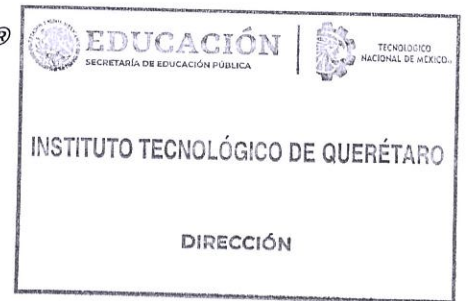 ®
EDUCACIÓN
SECRETARÍA DE EDUCACIÓN PÚBLICA
TECNOLÓGICO
NACIONAL DE MÉXICO
INSTITUTO TECNOLÓGICO DE QUERÉTARO
DIRECCIÓN